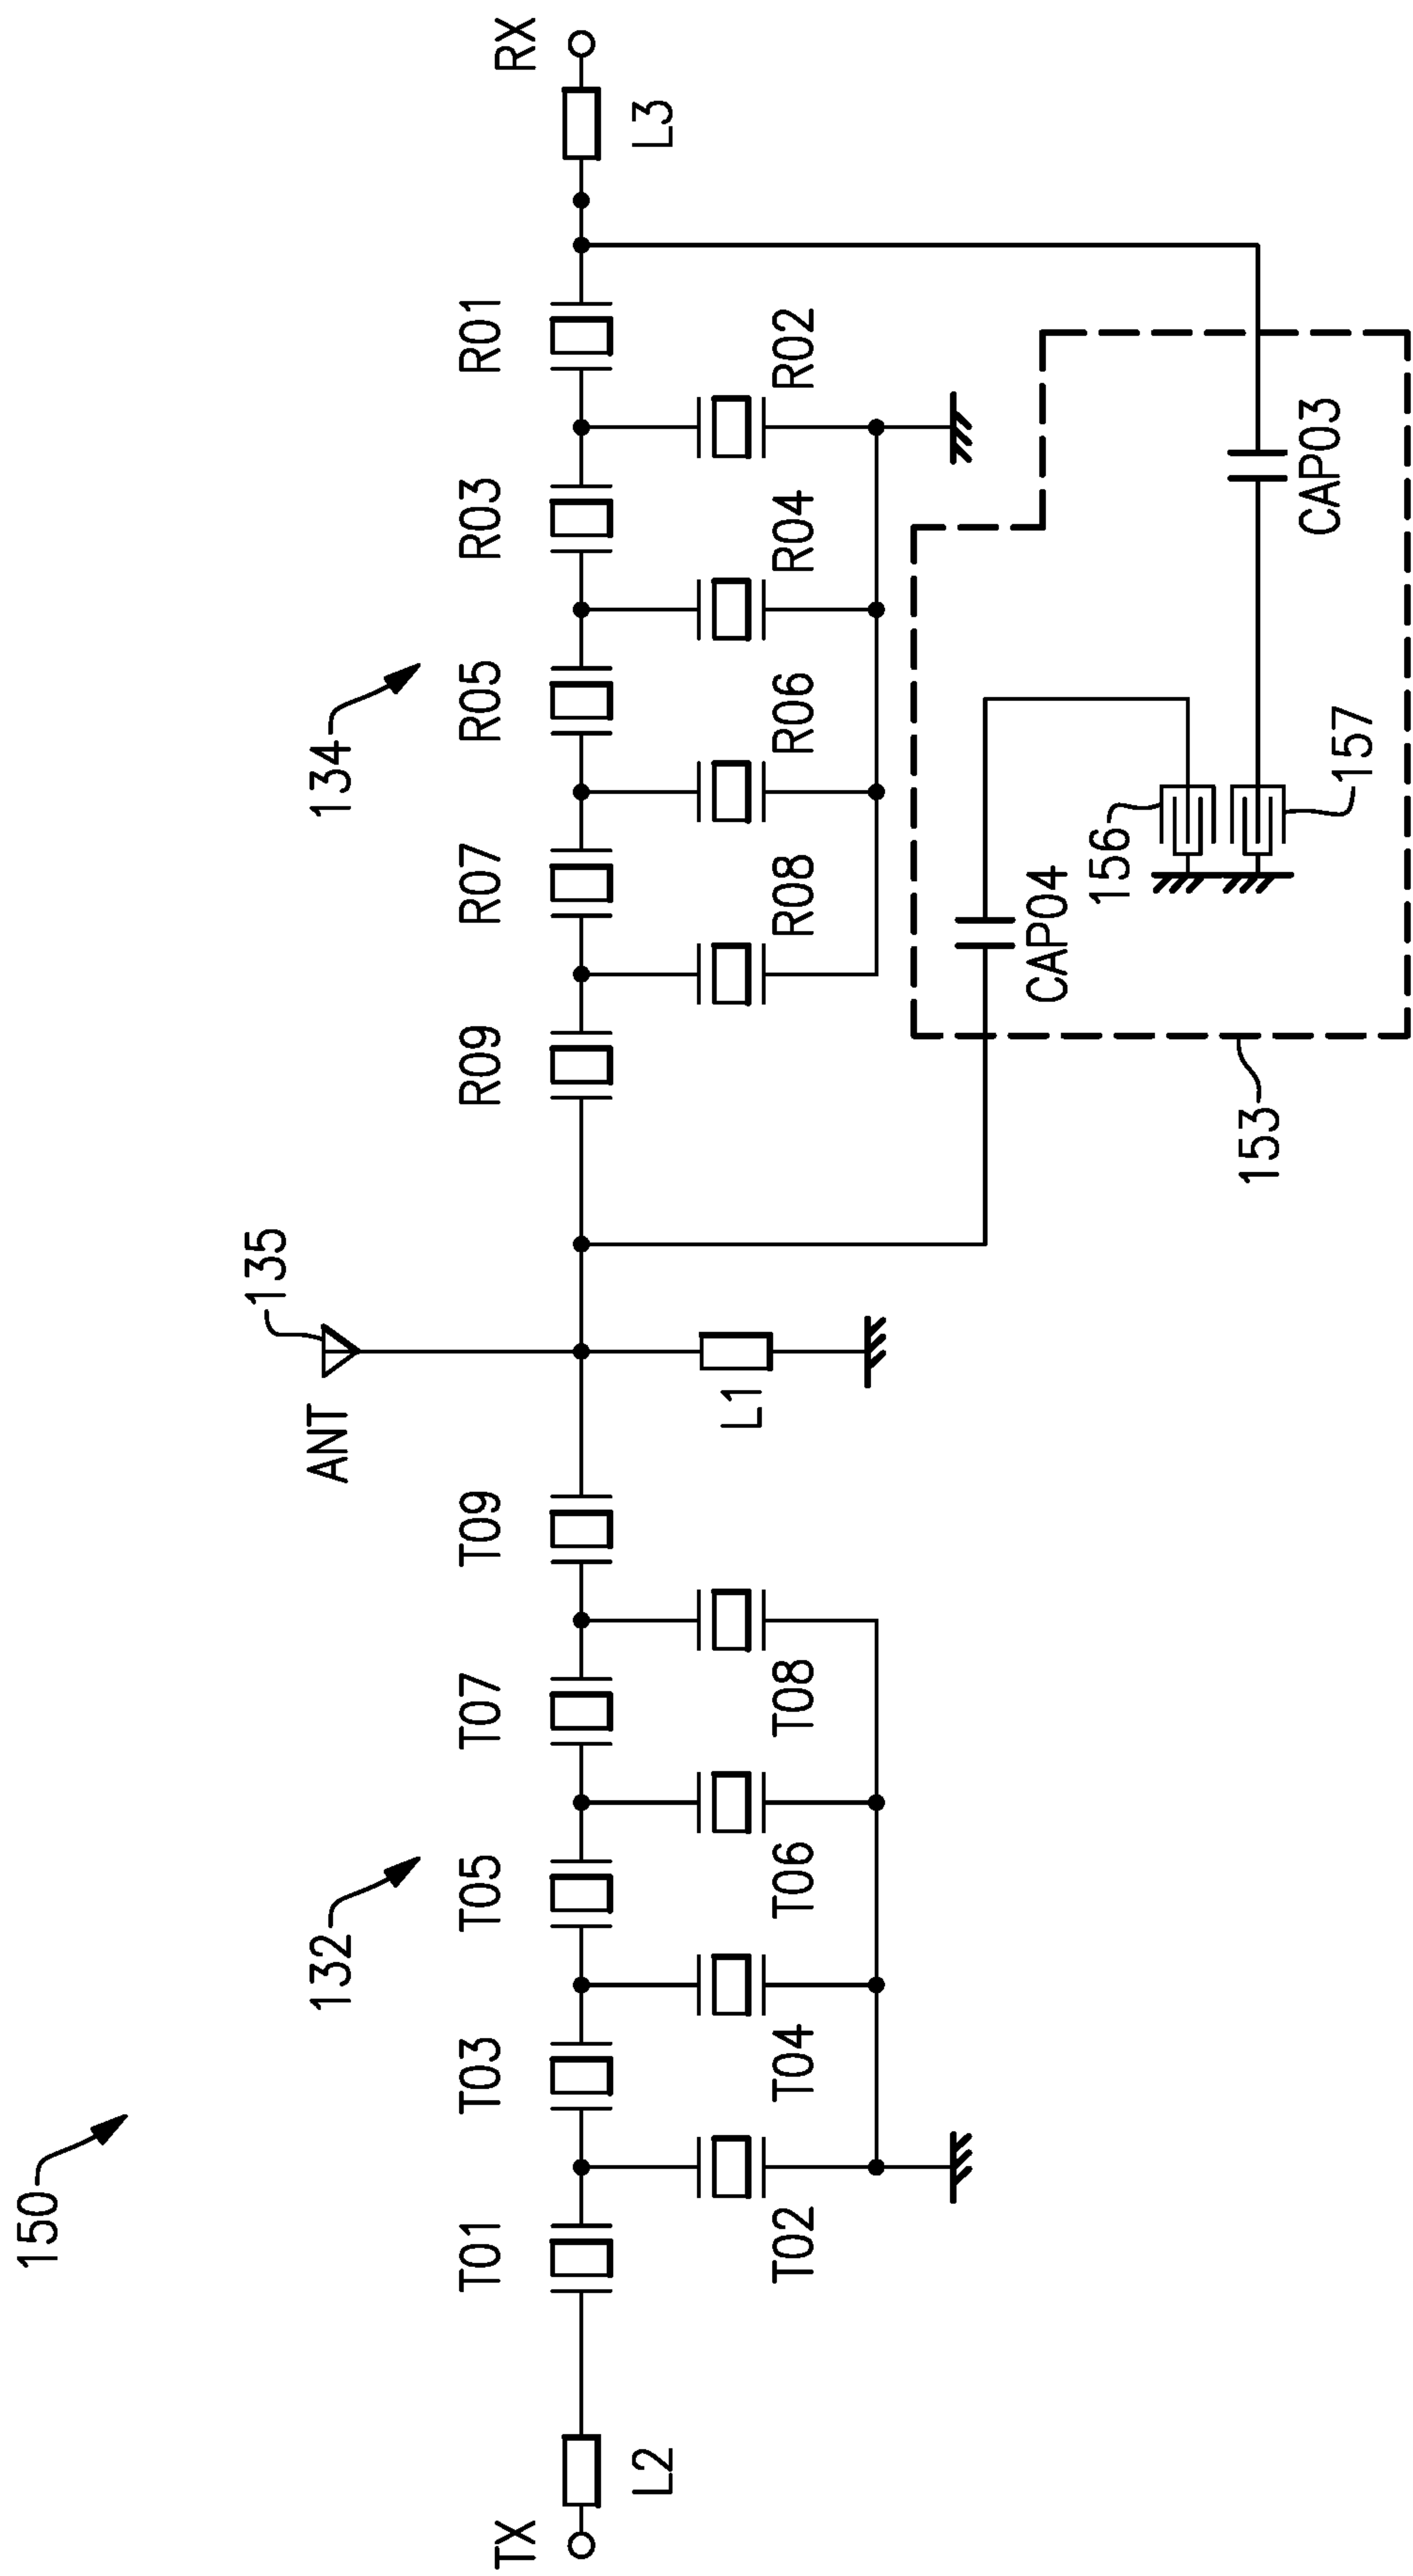 150
132
134
ANT
135
TX
L2
T01
T03
T05
T07
T09
R09
R07
R05
R03
R01
L3
RX
T02
T04
T06
T08
L1
R08
R06
R04
R02
CAP04
156
157
CAP03
153